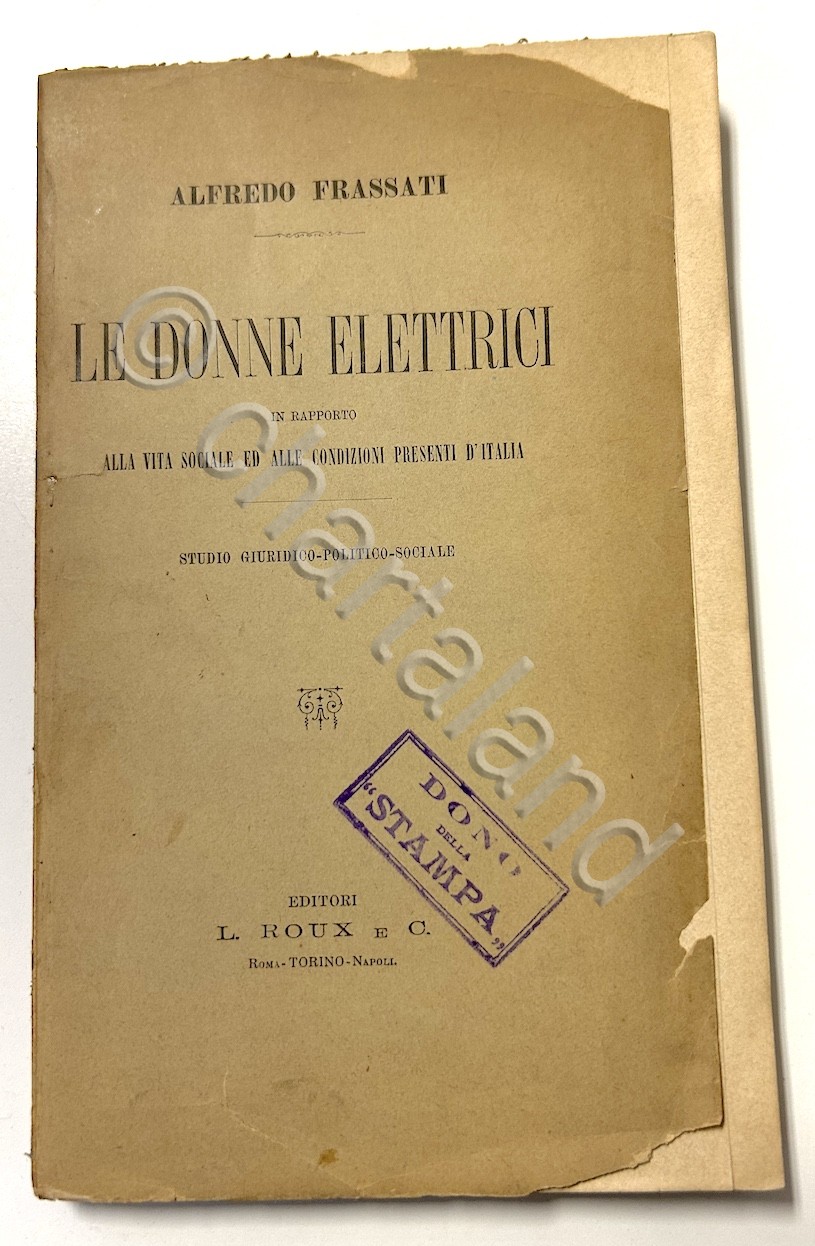 ALFREDO FRASSATI
LE DONNE ELETTRICI
IN RAPPORTO
ALLA VITA SOCIALE ED ALLE CONDIZIONI PRESENTI D'ITALIA
STUDIO GIURIDICO-POLITICO-SOCIALE
DONO
DELLA
“STAMPA„
EDITORI
L. ROUX E C.
ROMA-TORINO-NAPOLI.
© chartaland